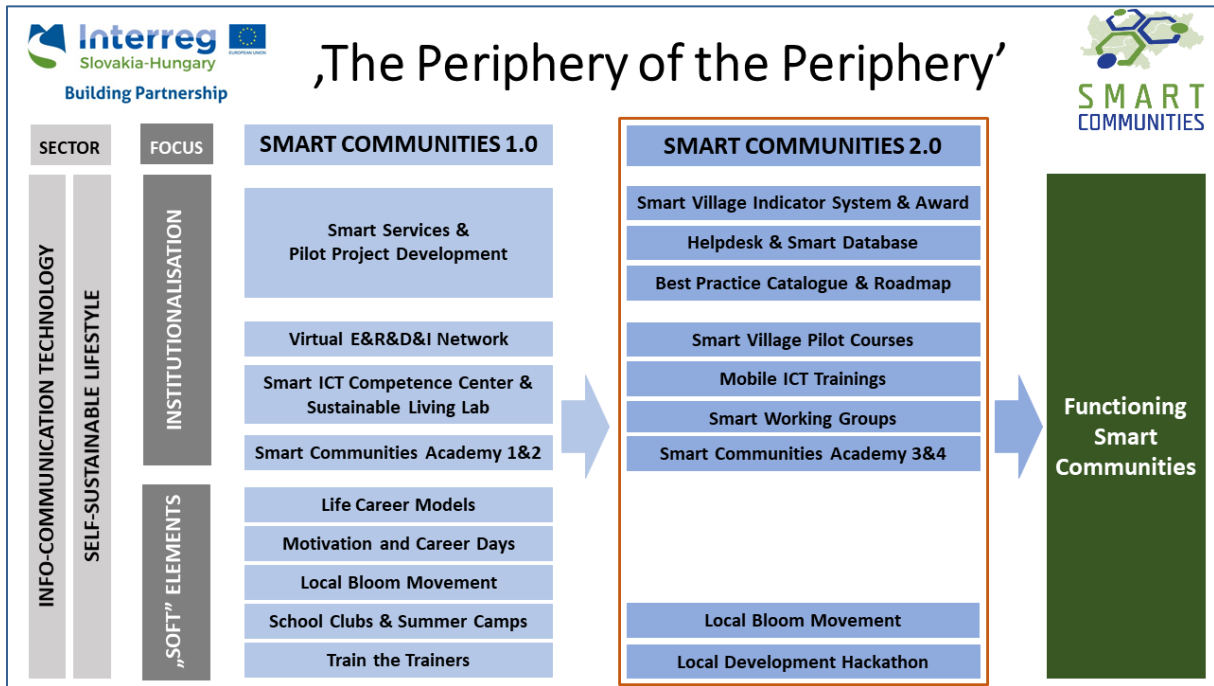 Interreg
EUROPEAN UNION
Slovakia-Hungary
Building Partnership
‚The Periphery of the Periphery’
SMART
COMMUNITIES
SECTOR
FOCUS
SMART COMMUNITIES 1.0
SMART COMMUNITIES 2.0
INFO-COMMUNICATION TECHNOLOGY
SELF-SUSTAINABLE LIFESTYLE
INSTITUTIONALISATION
„SOFT” ELEMENTS
Smart Services &
Pilot Project Development
Virtual E&R&D&I Network
Smart ICT Competence Center &
Sustainable Living Lab
Smart Communities Academy 1&2
Life Career Models
Motivation and Career Days
Local Bloom Movement
School Clubs & Summer Camps
Train the Trainers
Smart Village Indicator System & Award
Helpdesk & Smart Database
Best Practice Catalogue & Roadmap
Smart Village Pilot Courses
Mobile ICT Trainings
Smart Working Groups
Smart Communities Academy 3&4
Local Bloom Movement
Local Development Hackathon
Functioning
Smart
Communities